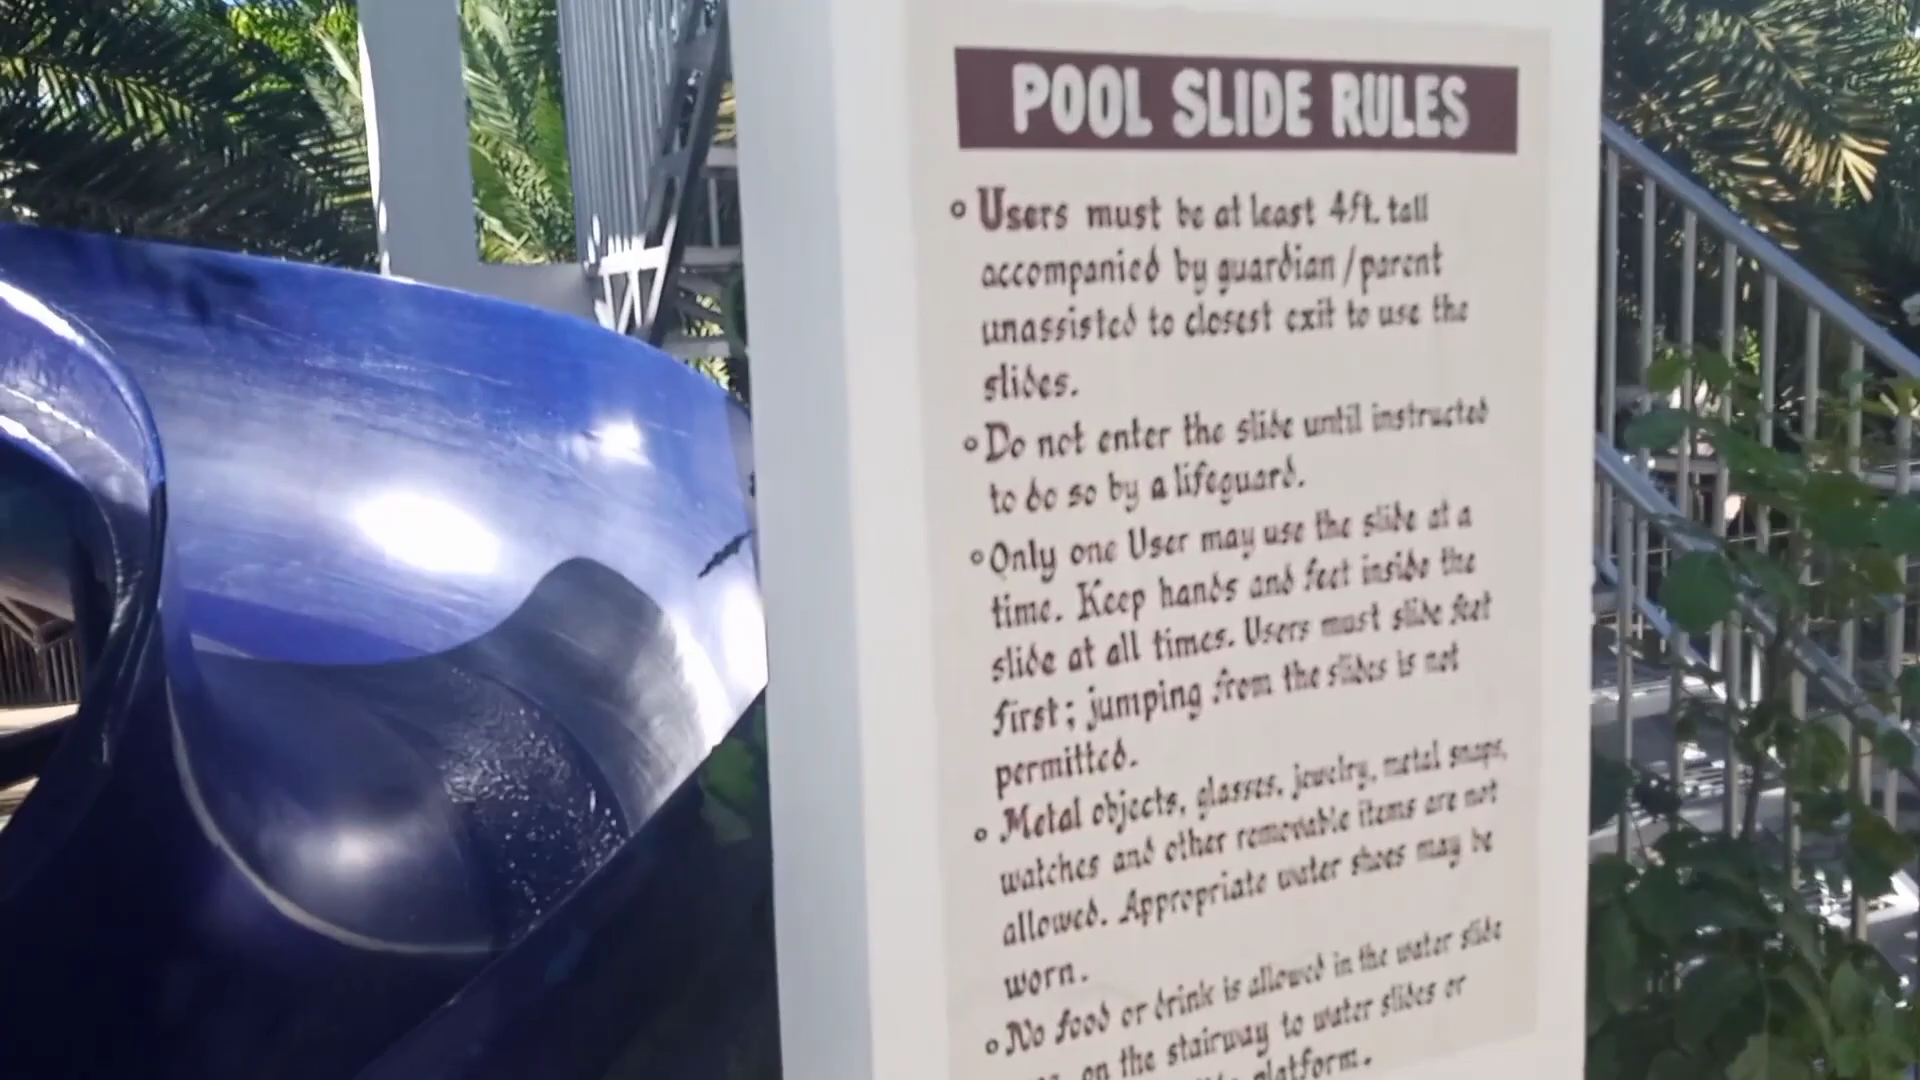 POOL SLIDE RULES
° Users must be at least 4ft. tall
accompanied by guardian / parent
unassisted to closest exit to use the
slides.
° Do not enter the slide until instructed
to do so by a lifeguard.
° Only one User may use the slide at a
time. Keep hands and feet inside the
slide at all times. Users must slide feet
first; jumping from the slides is not
permitted.
° Metal objects, glasses, jewelry, metal snaps,
watches and other removable items are not
allowed. Appropriate water shoes may be
worn.
° No food or drink is allowed in the water slide
on the stairway to water slides or
platform.